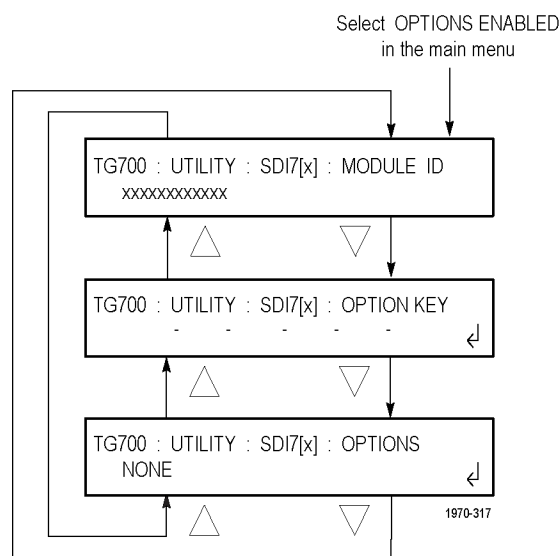 Select OPTIONS ENABLED
in the main menu
TG700 : UTILITY : SDI7[x] : MODULE ID
XXXXXXXXXXXX
TG700 : UTILITY : SDI7[x] : OPTION KEY
- - - - -
TG700 : UTILITY : SDI7[x] : OPTIONS
NONE
1970-317